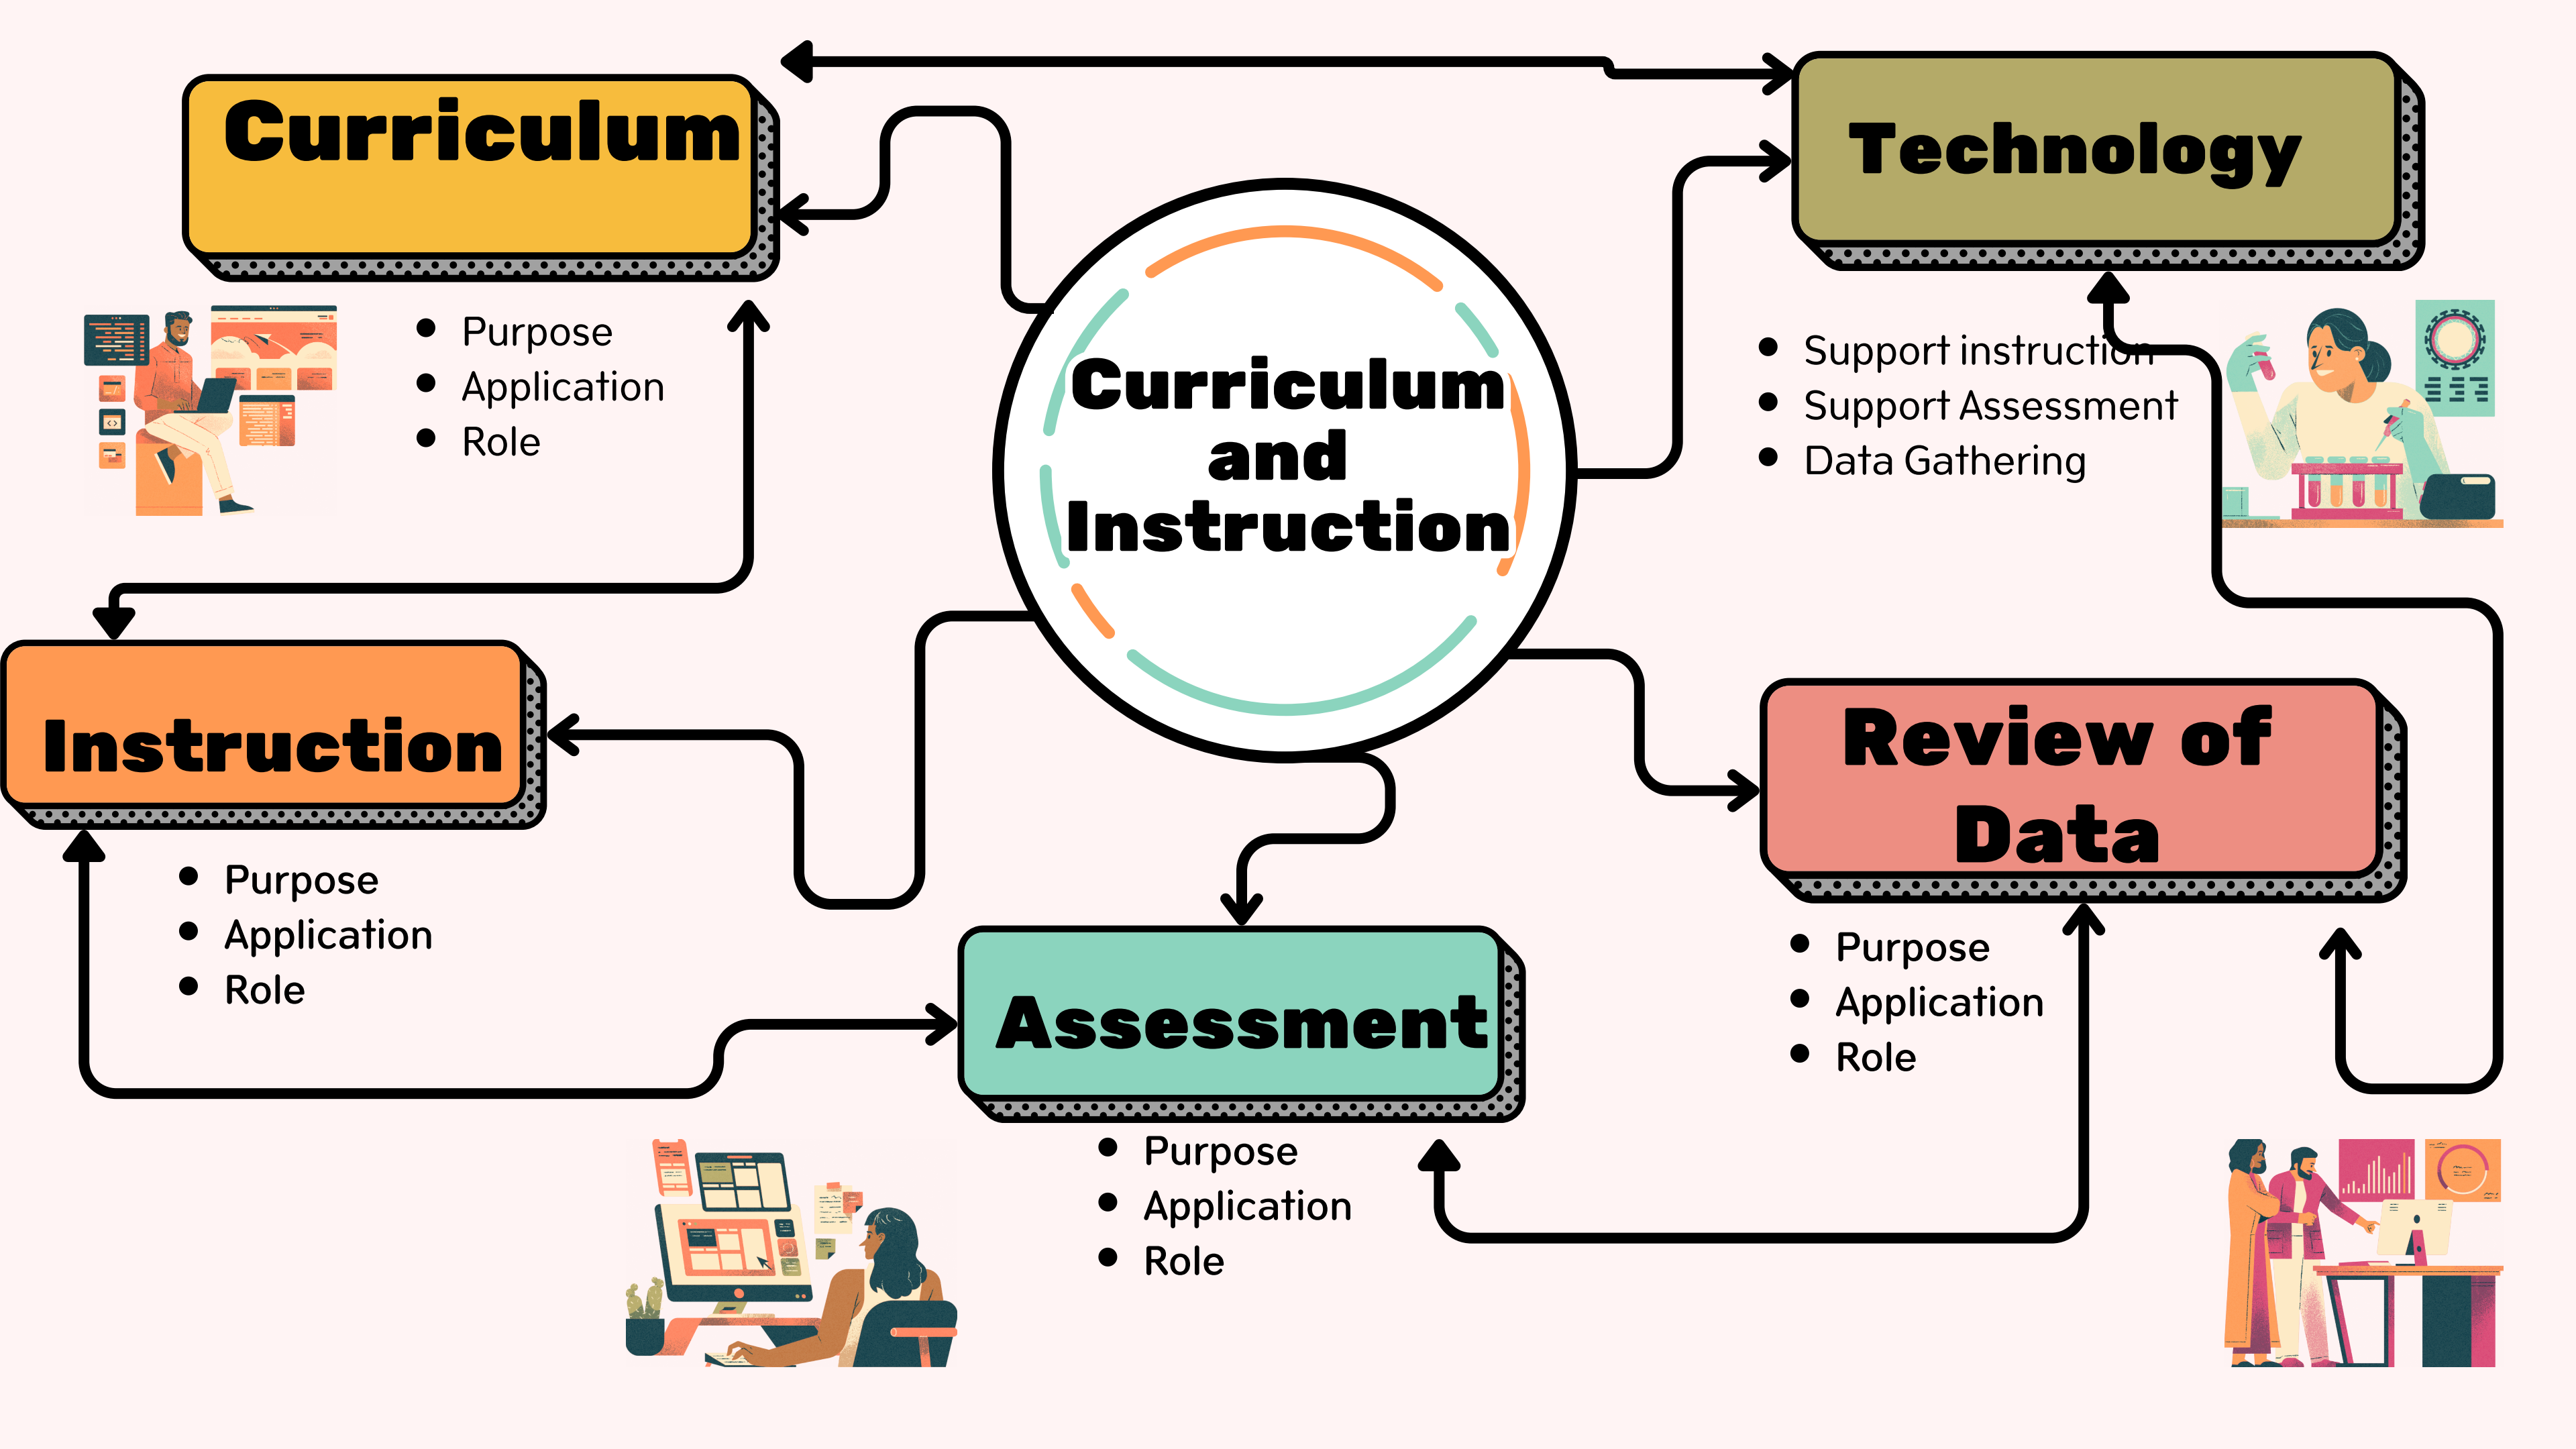 Curriculum
• Purpose
• Application
• Role
Technology
• Support instruction
• Support Assessment
• Data Gathering
Curriculum
and
Instruction
Instruction
• Purpose
• Application
• Role
Review of
Data
• Purpose
• Application
• Role
Assessment
• Purpose
• Application
• Role